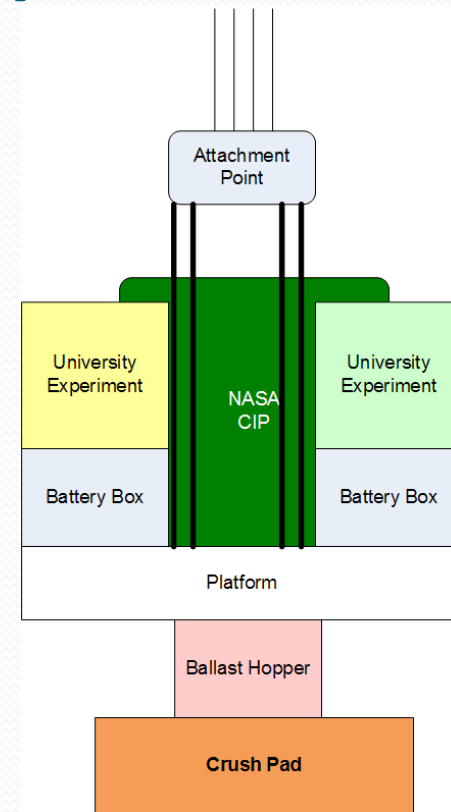 Attachment
Point
University
Experiment
NASA
CIP
University
Experiment
Battery Box
Battery Box
Platform
Ballast Hopper
Crush Pad